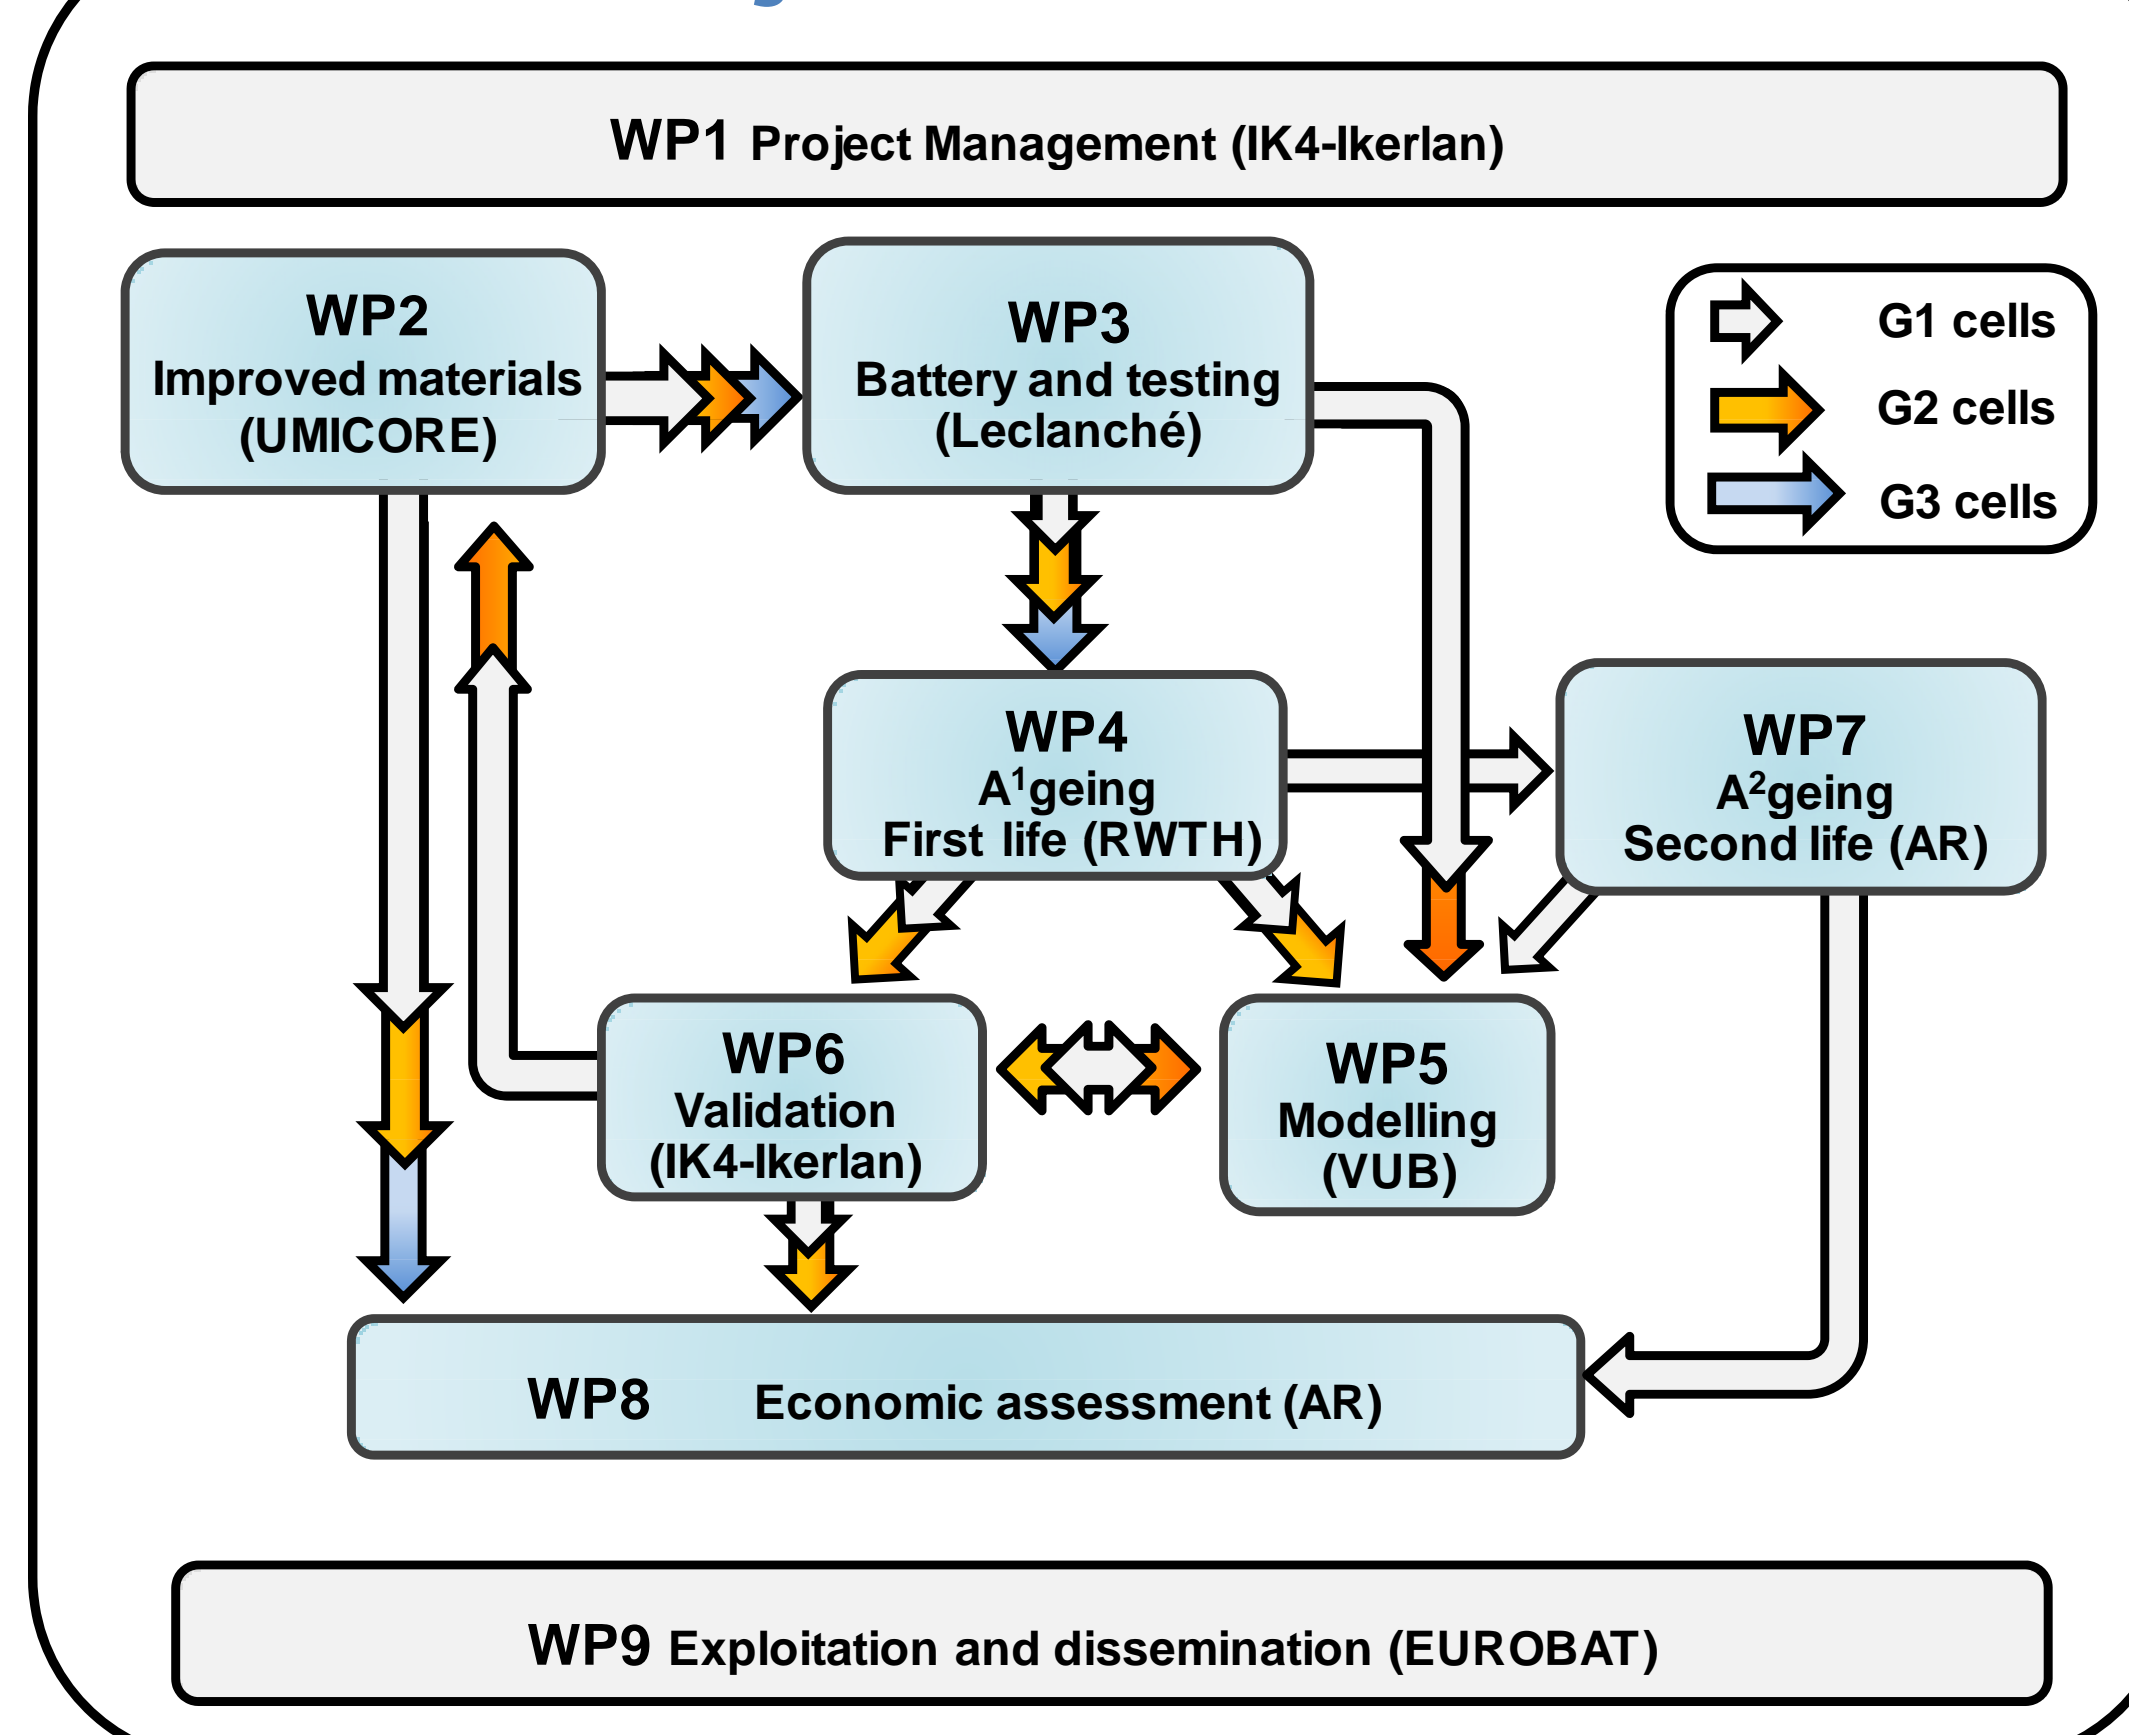 WP1 Project Management (IK4-Ikerlan)
WP2
Improved materials
(UMICORE)
WP3
Battery and testing
(Leclanché)
G1 cells
G2 cells
G3 cells
WP4
A¹geing
First life (RWTH)
WP7
A²geing
Second life (AR)
WP6
Validation
(IK4-Ikerlan)
WP5
Modelling
(VUB)
WP8 Economic assessment (AR)
WP9 Exploitation and dissemination (EUROBAT)